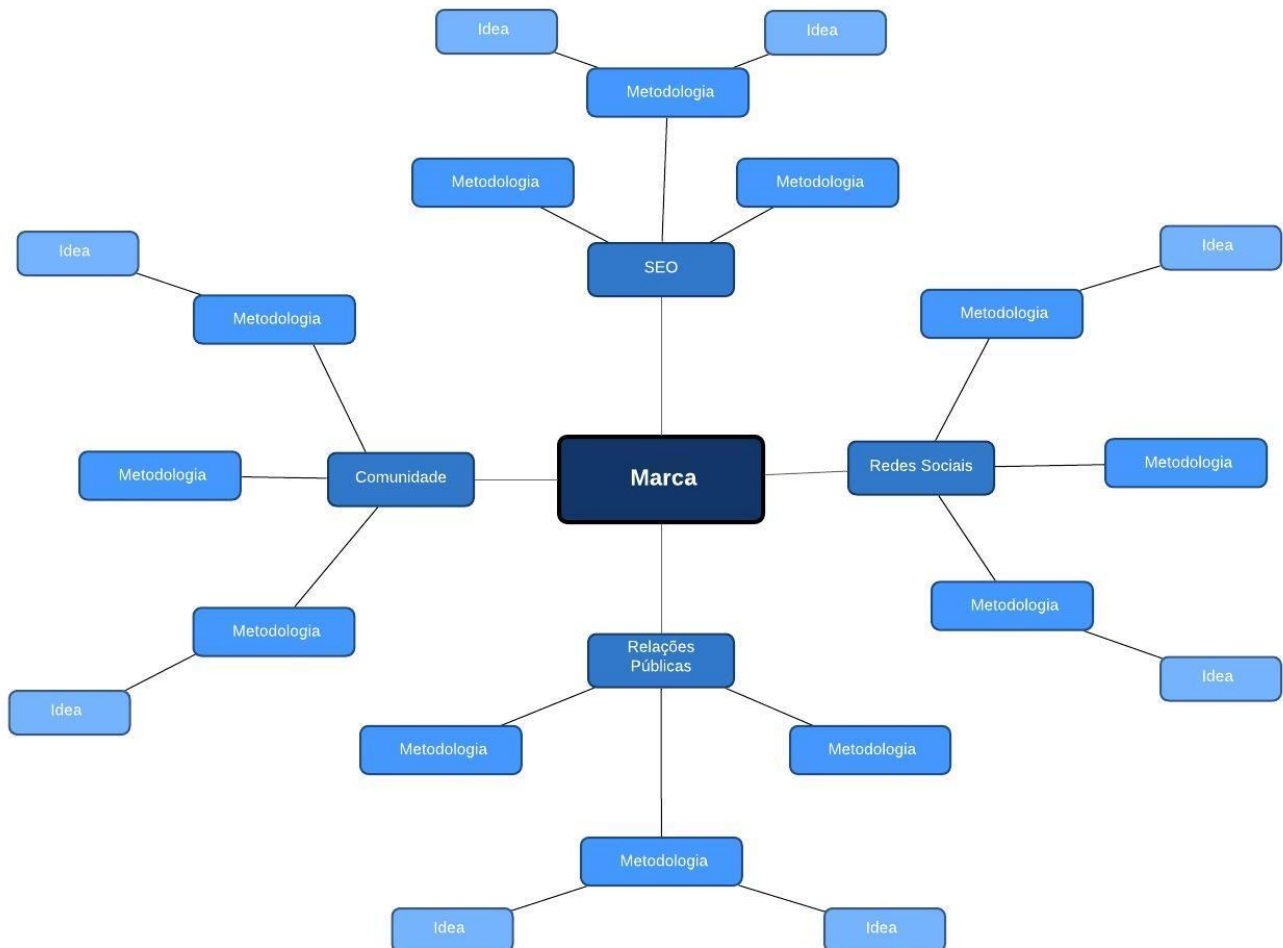 Idea
Idea
Metodologia
Metodologia
Metodologia
SEO
Idea
Idea
Metodologia
Metodologia
Metodologia
Comunidade
Marca
Redes Sociais
Metodologia
Metodologia
Metodologia
Idea
Idea
Relações
Públicas
Metodologia
Metodologia
Metodologia
Idea
Idea